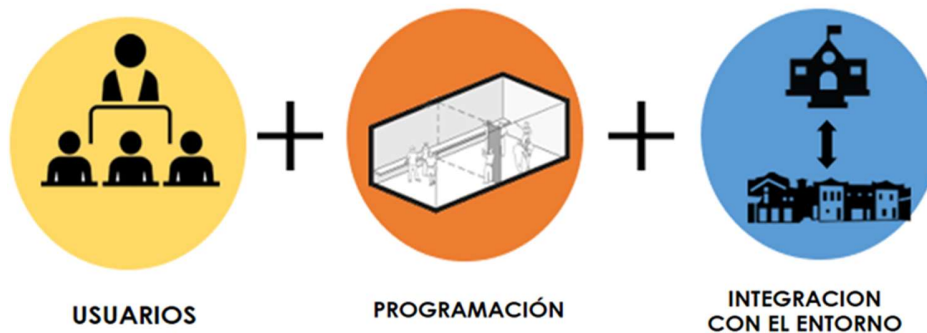 USUARIOS
PROGRAMACIÓN
INTEGRACION
CON EL ENTORNO